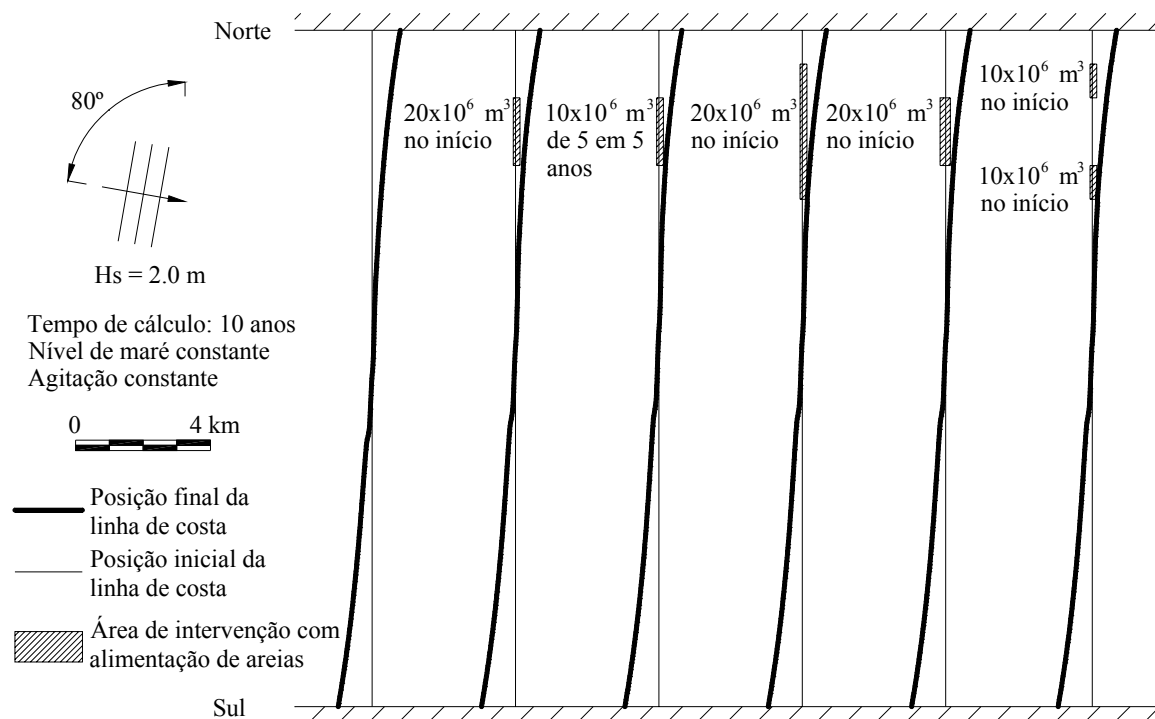 Norte
80º
Hs = 2.0 m
Tempo de cálculo: 10 anos
Nível de maré constante
Agitação constante
0 4 km
Posição final da
linha de costa
Posição inicial da
linha de costa
Área de intervenção com
alimentação de areias
Sul
20x10⁶ m³
no início
10x10⁶ m³
de 5 em 5
anos
20x10⁶ m³
no início
20x10⁶ m³
no início
10x10⁶ m³
no início
10x10⁶ m³
no início